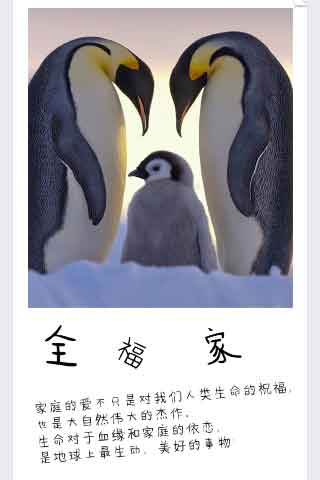 全福家
家庭的爱不只是对我们人类生命的祝福，
也是大自然伟大的杰作，
生命对于血缘和家庭的依恋，
是地球上最生动、美好的事物